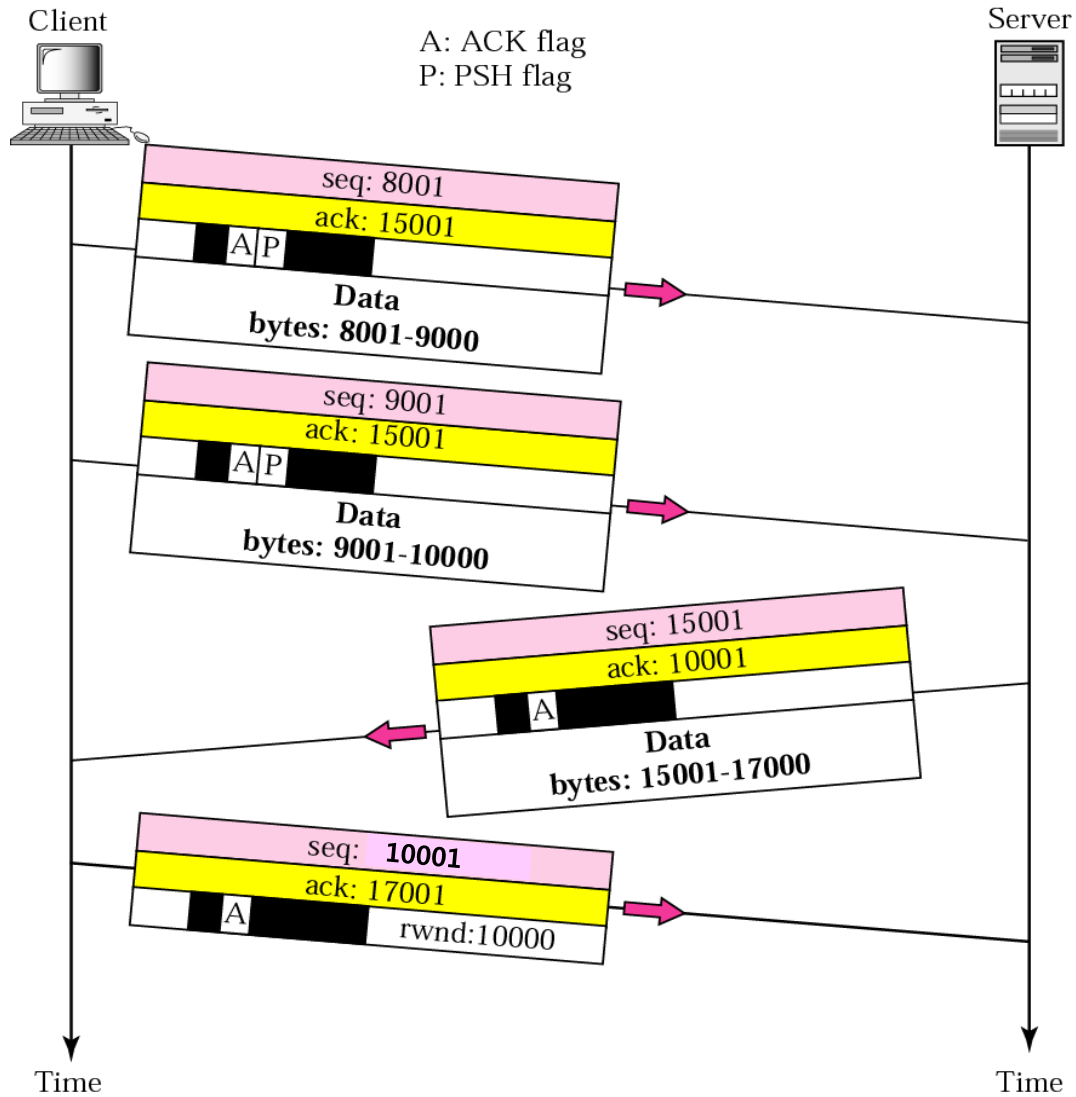 Client
Server
A: ACK flag
P: PSH flag
seq: 8001
ack: 15001
A P
Data
bytes: 8001-9000
seq: 9001
ack: 15001
A P
Data
bytes: 9001-10000
seq: 15001
ack: 10001
A
Data
bytes: 15001-17000
seq: 10001
ack: 17001
A rwnd:10000
Time
Time